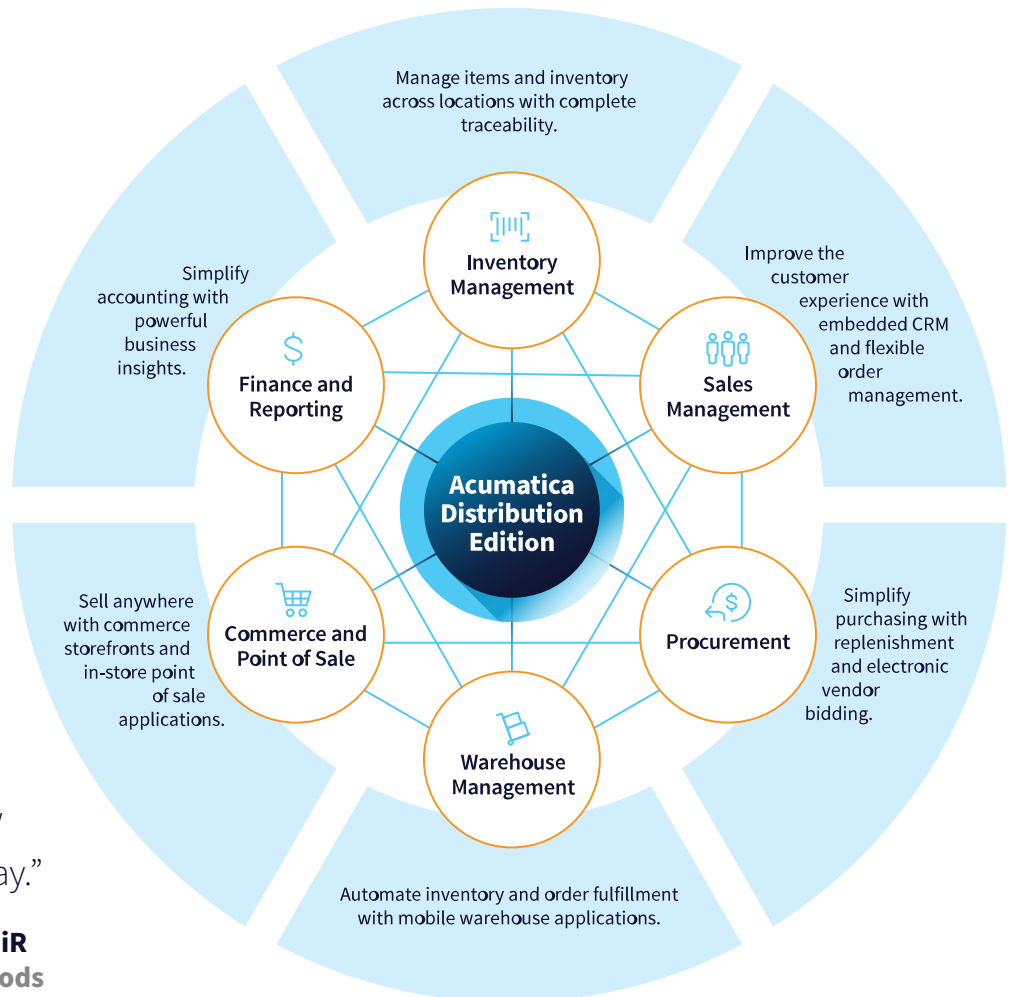 Manage items and inventory
across locations with complete
traceability.
Inventory
Management
Improve the
customer
experience with
embedded CRM
and flexible
order
management.
Sales
Management
Simplify
accounting with
powerful
business
insights.
Finance and
Reporting
Acumatica
Distribution
Edition
Sell anywhere
with commerce
storefronts and
in-store point
of sale
applications.
Commerce and
Point of Sale
Simplify
purchasing with
replenishment
and electronic
vendor
bidding.
Procurement
Warehouse
Management
Automate inventory and order fulfillment
with mobile warehouse applications.
ay.”
iR
ods